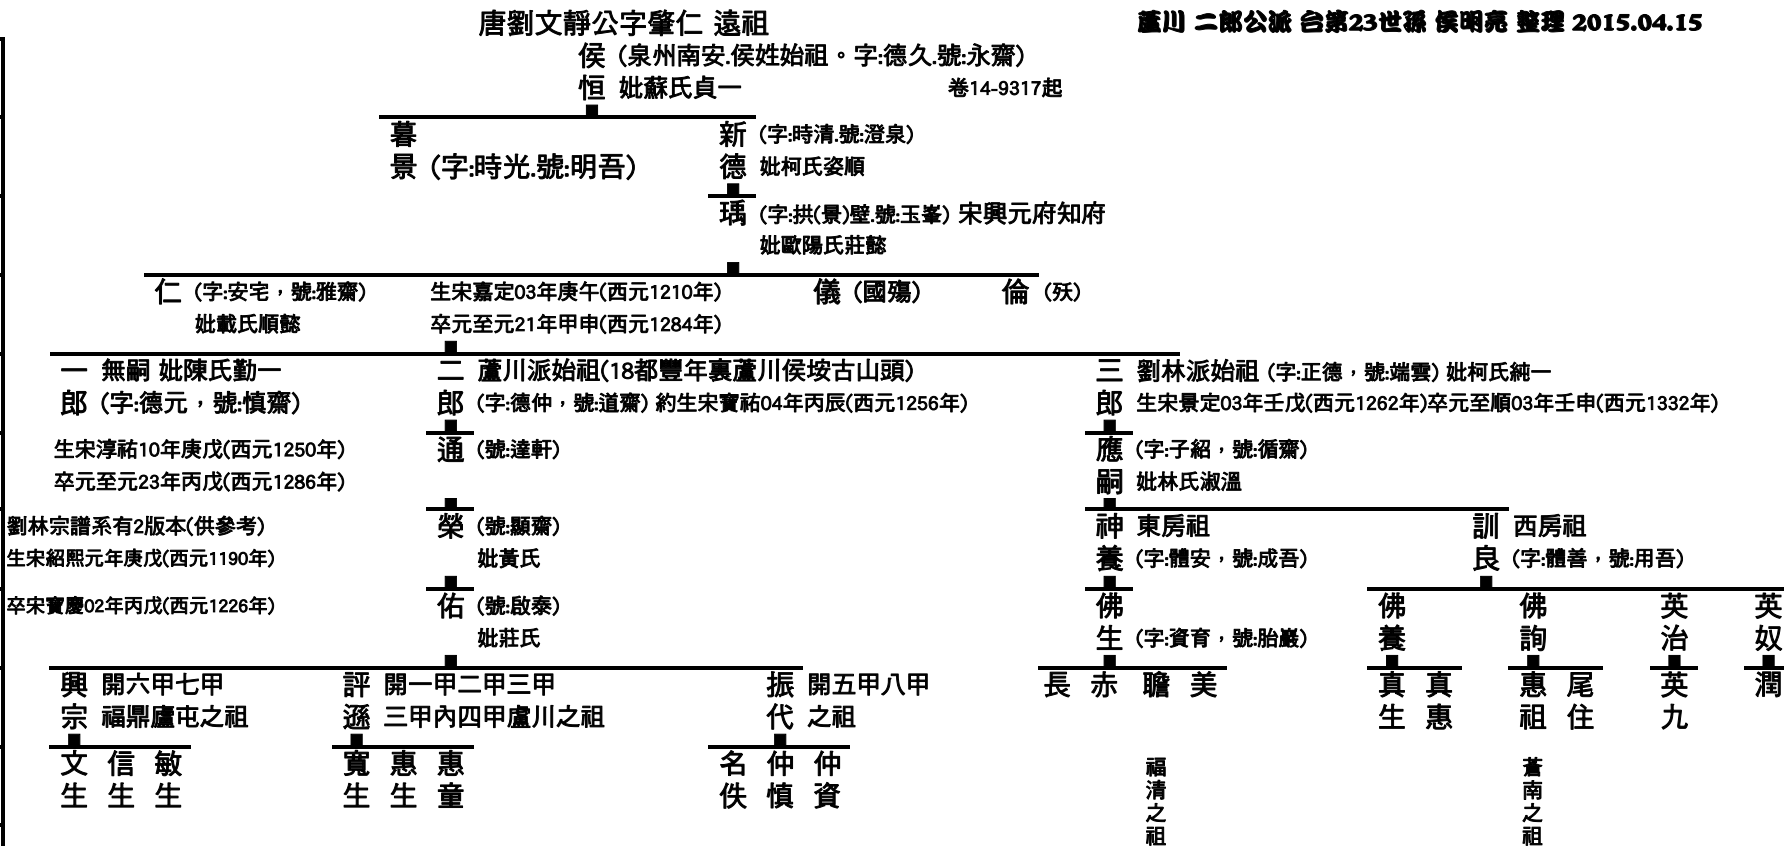 唐劉文靜公字肇仁 遠祖
蘆川 二郎公派 台第23世孫 侯明亮 整理 2015.04.15
侯恒 (泉州南安.侯姓始祖。字:德久.號:永齋)
妣蘇氏貞一
卷14-9317起
暮景 (字:時光.號:明吾)
新德 (字:時清.號:澄泉)
妣柯氏姿順
瑀 (字:拱(景)壁.號:玉峯) 宋興元府知府
妣歐陽氏莊懿
仁 (字:安宅，號:雅齋)
妣戴氏順懿
生宋嘉定03年庚午(西元1210年)
卒元至元21年甲申(西元1284年)
儀 (國殤)
倫 (殀)
一郎 無嗣 妣陳氏勤一
(字:德元，號:慎齋)
生宋淳祐10年庚戊(西元1250年)
卒元至元23年丙戊(西元1286年)
劉林宗譜系有2版本(供參考)
生宋紹熙元年庚戊(西元1190年)
卒宋寶慶02年丙戊(西元1226年)
二郎 蘆川派始祖(18都豐年裏蘆川侯垵古山頭)
(字:德仲，號:道齋) 約生宋寶祐04年丙辰(西元1256年)
三郎 劉林派始祖 (字:正德，號:端雲) 妣柯氏純一
生宋景定03年壬戊(西元1262年)卒元至順03年壬申(西元1332年)
通 (號:達軒)
應嗣 (字:子紹，號:循齋)
妣林氏淑溫
榮 (號:顯齋)
妣黃氏
神養 東房祖
(字:體安，號:成吾)
訓良 西房祖
(字:體善，號:用吾)
佑 (號:啟泰)
妣莊氏
佛生 (字:資育，號:胎巖)
佛養
佛詢
英治
英奴
興宗 開六甲七甲
福鼎廬屯之祖
評遜 開一甲二甲三甲
三甲內四甲盧川之祖
振代 開五甲八甲
之祖
長
赤
聸
美
真生
真惠
惠祖
尾住
英九
潤
文生
信生
敏生
寬生
惠生
惠童
名佚
仲慎
仲資
福清之祖
蒼南之祖